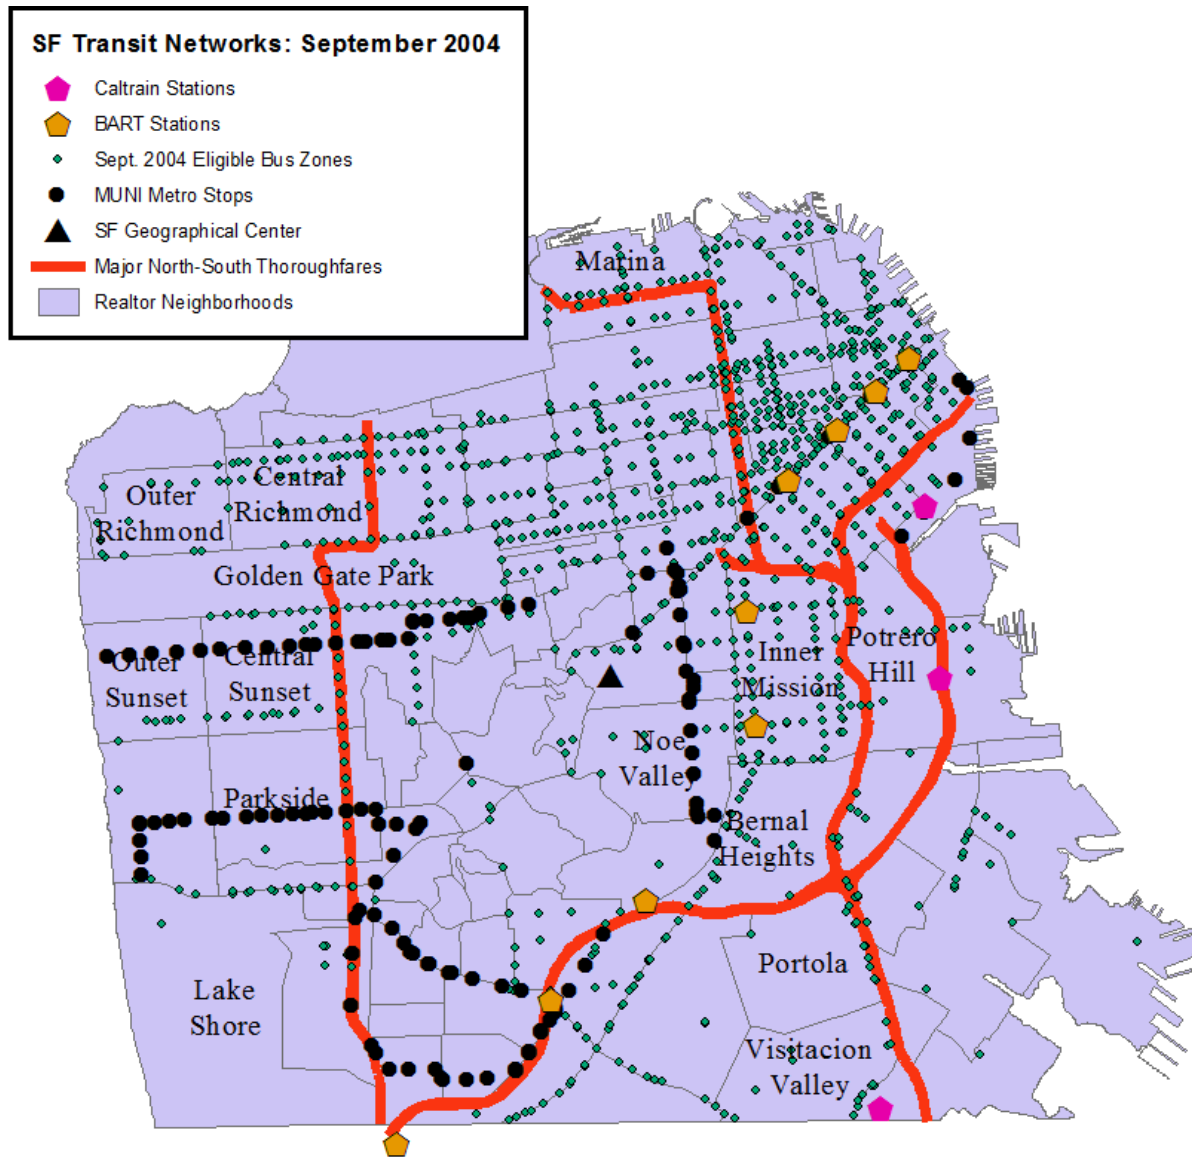 SF Transit Networks: September 2004
Caltrain Stations
BART Stations
Sept. 2004 Eligible Bus Zones
MUNI Metro Stops
SF Geographical Center
Major North-South Thoroughfares
Realtor Neighborhoods
Marina
Outer
Richmond
Central
Richmond
Golden Gate Park
Outer
Sunset
Central
Sunset
Inner
Mission
Potrero
Hill
Noe
Valley
Parkside
Bernal
Heights
Lake
Shore
Portola
Visitacion
Valley